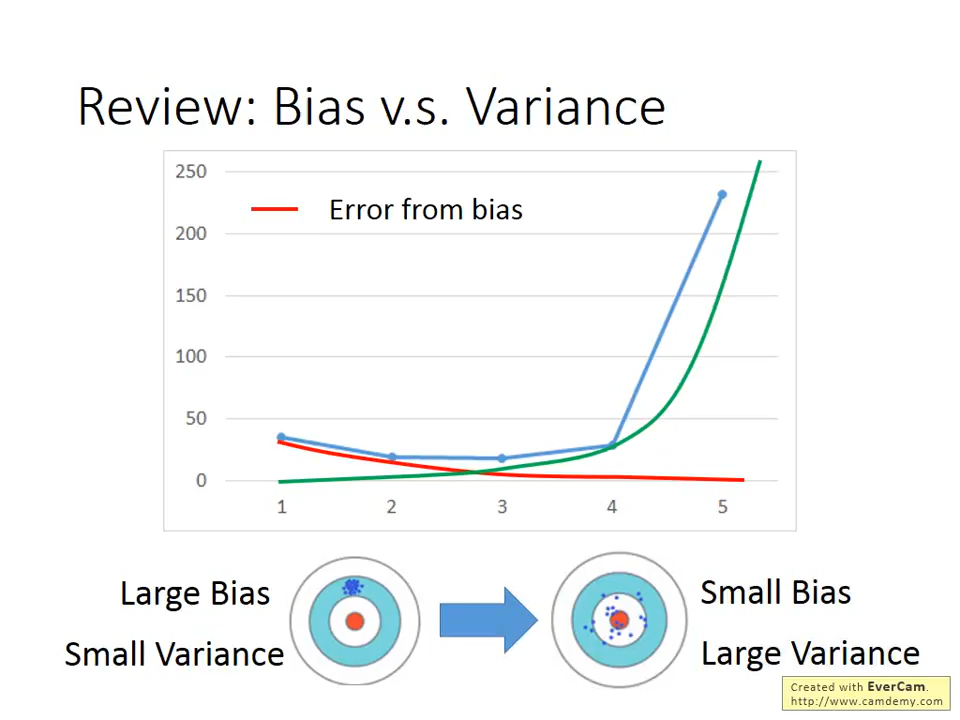 Review: Bias v.s. Variance
250
Error from bias
200
150
100
50
0
1 2 3 4 5
Large Bias
Small Variance
Small Bias
Large Variance
Created with EverCam.
http://www.camdemy.com